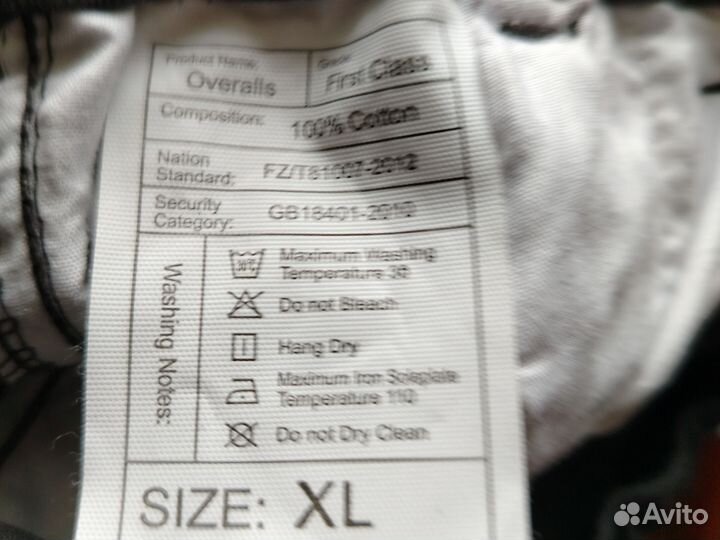 Product Name: Grade:
Overalls First Class
Composition: 100% Cotton
Nation
Standard: FZ/T81007-2012
Security
Category: GB18401-2010
Washing Notes:
30°C Maximum Washing
Temperature 30
Do not Bleach
Hang Dry
Maximum Iron Soleplate
Temperature 110
Do not Dry Clean
SIZE: XL
Avito